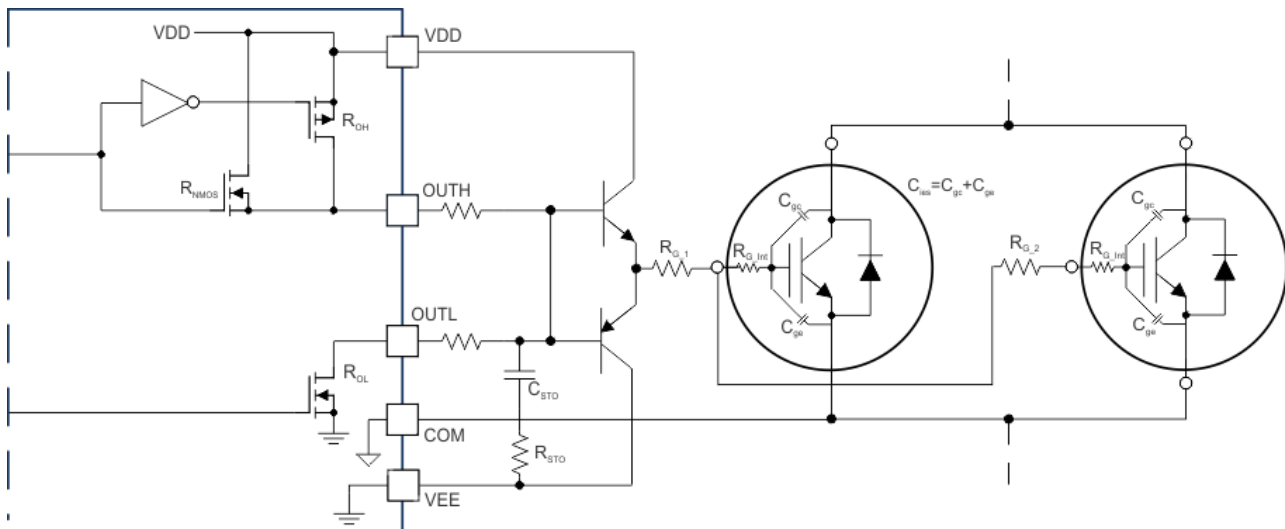 VDD
VDD
R_OH
R_NMOS
OUTH
C_ies=C_gc+C_ge
C_gc
C_gc
R_G_1
R_G_Int
R_G_2
R_G_Int
C_ge
C_ge
OUTL
R_OL
C_STO
COM
R_STO
VEE